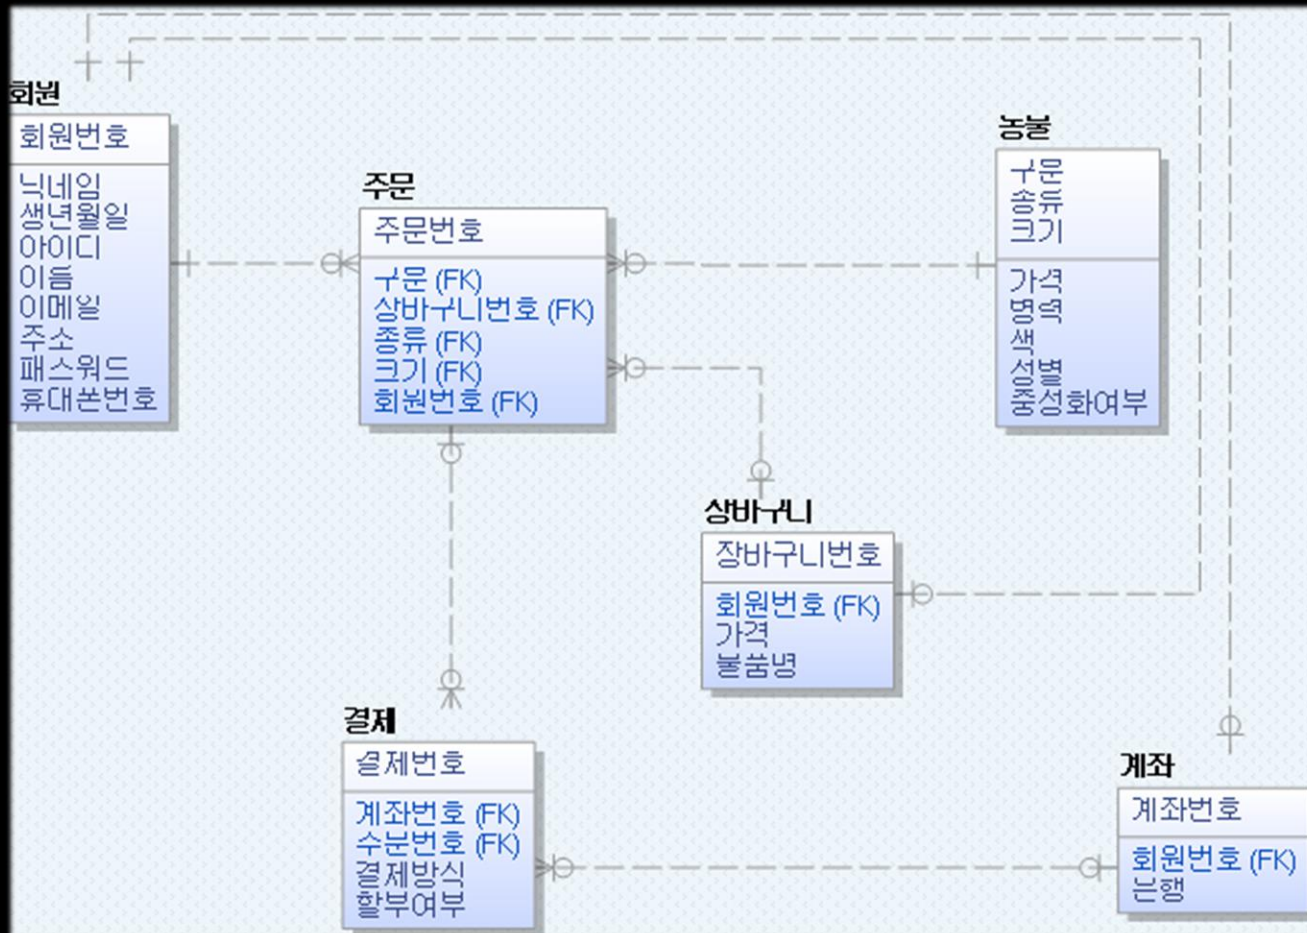 회원
회원번호
닉네임
생년월일
아이디
이름
이메일
주소
패스워드
휴대폰번호
주문
주문번호
구분 (FK)
장바구니번호 (FK)
종류 (FK)
크기 (FK)
회원번호 (FK)
동물
구분
종류
크기
가격
병력
색
성별
중성화여부
장바구니
장바구니번호
회원번호 (FK)
가격
물품명
결제
결제번호
계좌번호 (FK)
주문번호 (FK)
결제방식
할부여부
계좌
계좌번호
회원번호 (FK)
은행